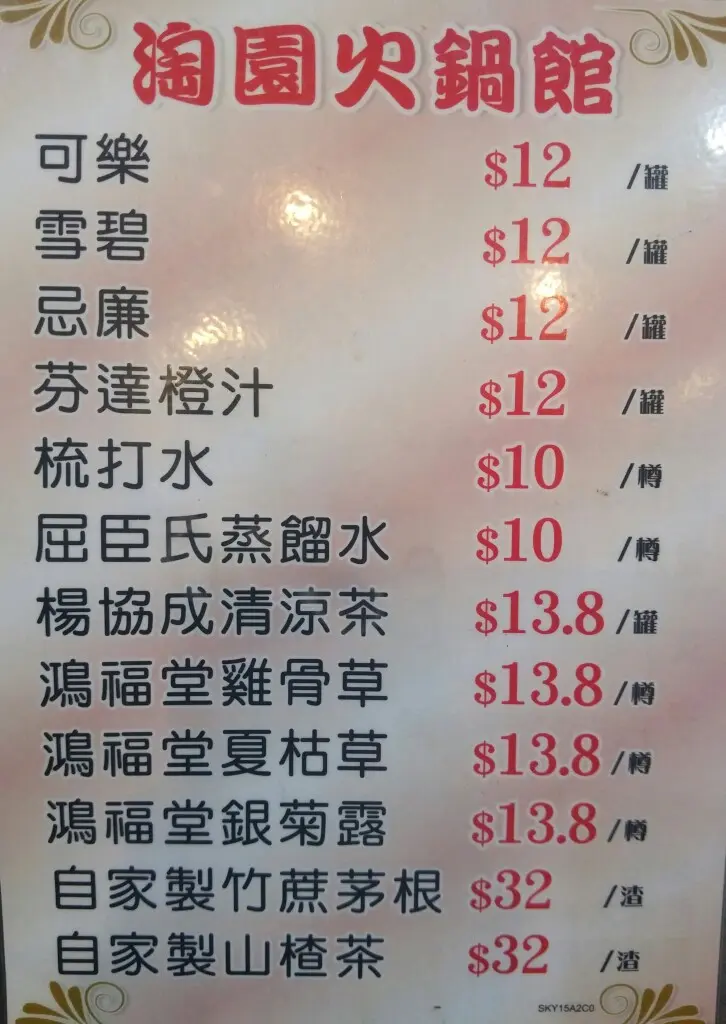 淘園火鍋館
可樂 $12 /罐
雪碧 $12 /罐
忌廉 $12 /罐
芬達橙汁 $12 /罐
梳打水 $10 /樽
屈臣氏蒸餾水 $10 /樽
楊協成清涼茶 $13.8 /罐
鴻福堂雞骨草 $13.8 /樽
鴻福堂夏枯草 $13.8 /樽
鴻福堂銀菊露 $13.8 /樽
自家製竹蔗茅根 $32 /渣
自家製山楂茶 $32 /渣
SKY15A2C0